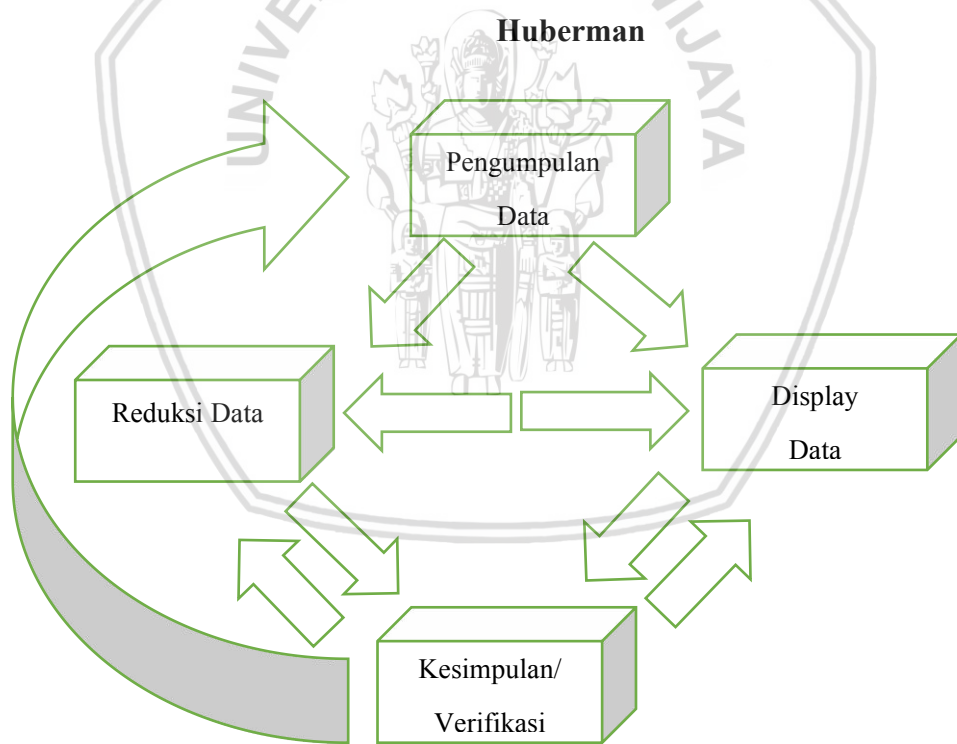 Huberman
Pengumpulan
Data
Reduksi Data
Display
Data
Kesimpulan/
Verifikasi